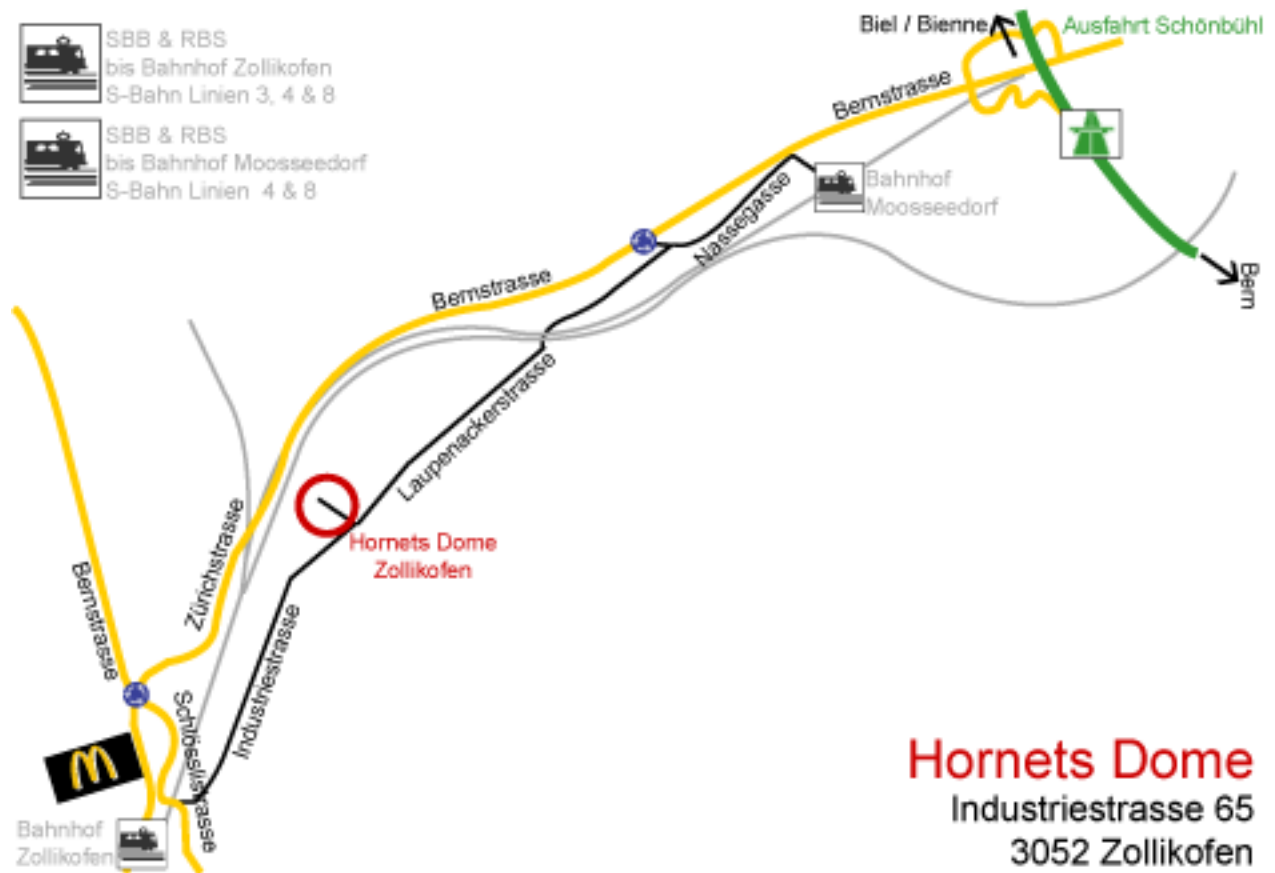 SBB & RBS
bis Bahnhof Zollikofen
S-Bahn Linien 3, 4 & 8
SBB & RBS
bis Bahnhof Moosseedorf
S-Bahn Linien 4 & 8
Biel / Bienne
Ausfahrt Schönbühl
Bernstrasse
Bahnhof
Moosseedorf
Nassegasse
Bern
Bernstrasse
Laupenackerstrasse
Zürichstrasse
Hornets Dome
Zollikofen
Bernstrasse
Industriestrasse
Schlösslistrasse
M
Bahnhof
Zollikofen
Hornets Dome
Industriestrasse 65
3052 Zollikofen